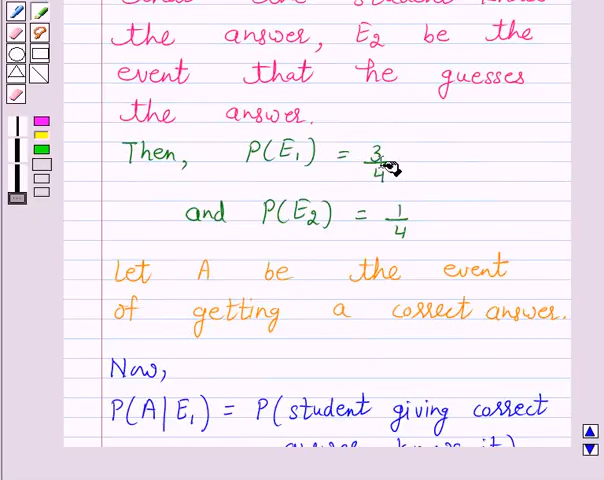 the answer, E2 be the
event that he guesses
the answer.
Then, P(E1) = 3/4
and P(E2) = 1/4
Let A be the event
of getting a correct answer.
Now,
P(A|E1) = P(student giving correct